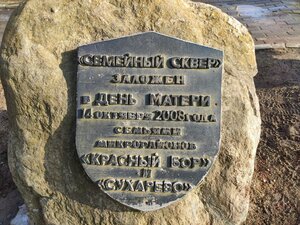 «СЕМЕЙНЫЙ СКВЕР»
ЗАЛОЖЕН
В ДЕНЬ МАТЕРИ
14 ОКТЯБРЯ 2008 ГОДА
СЕМЬЯМИ
МИКРОРАЙОНОВ
«КРАСНЫЙ БОР»
И
«СУХАРЕВО»